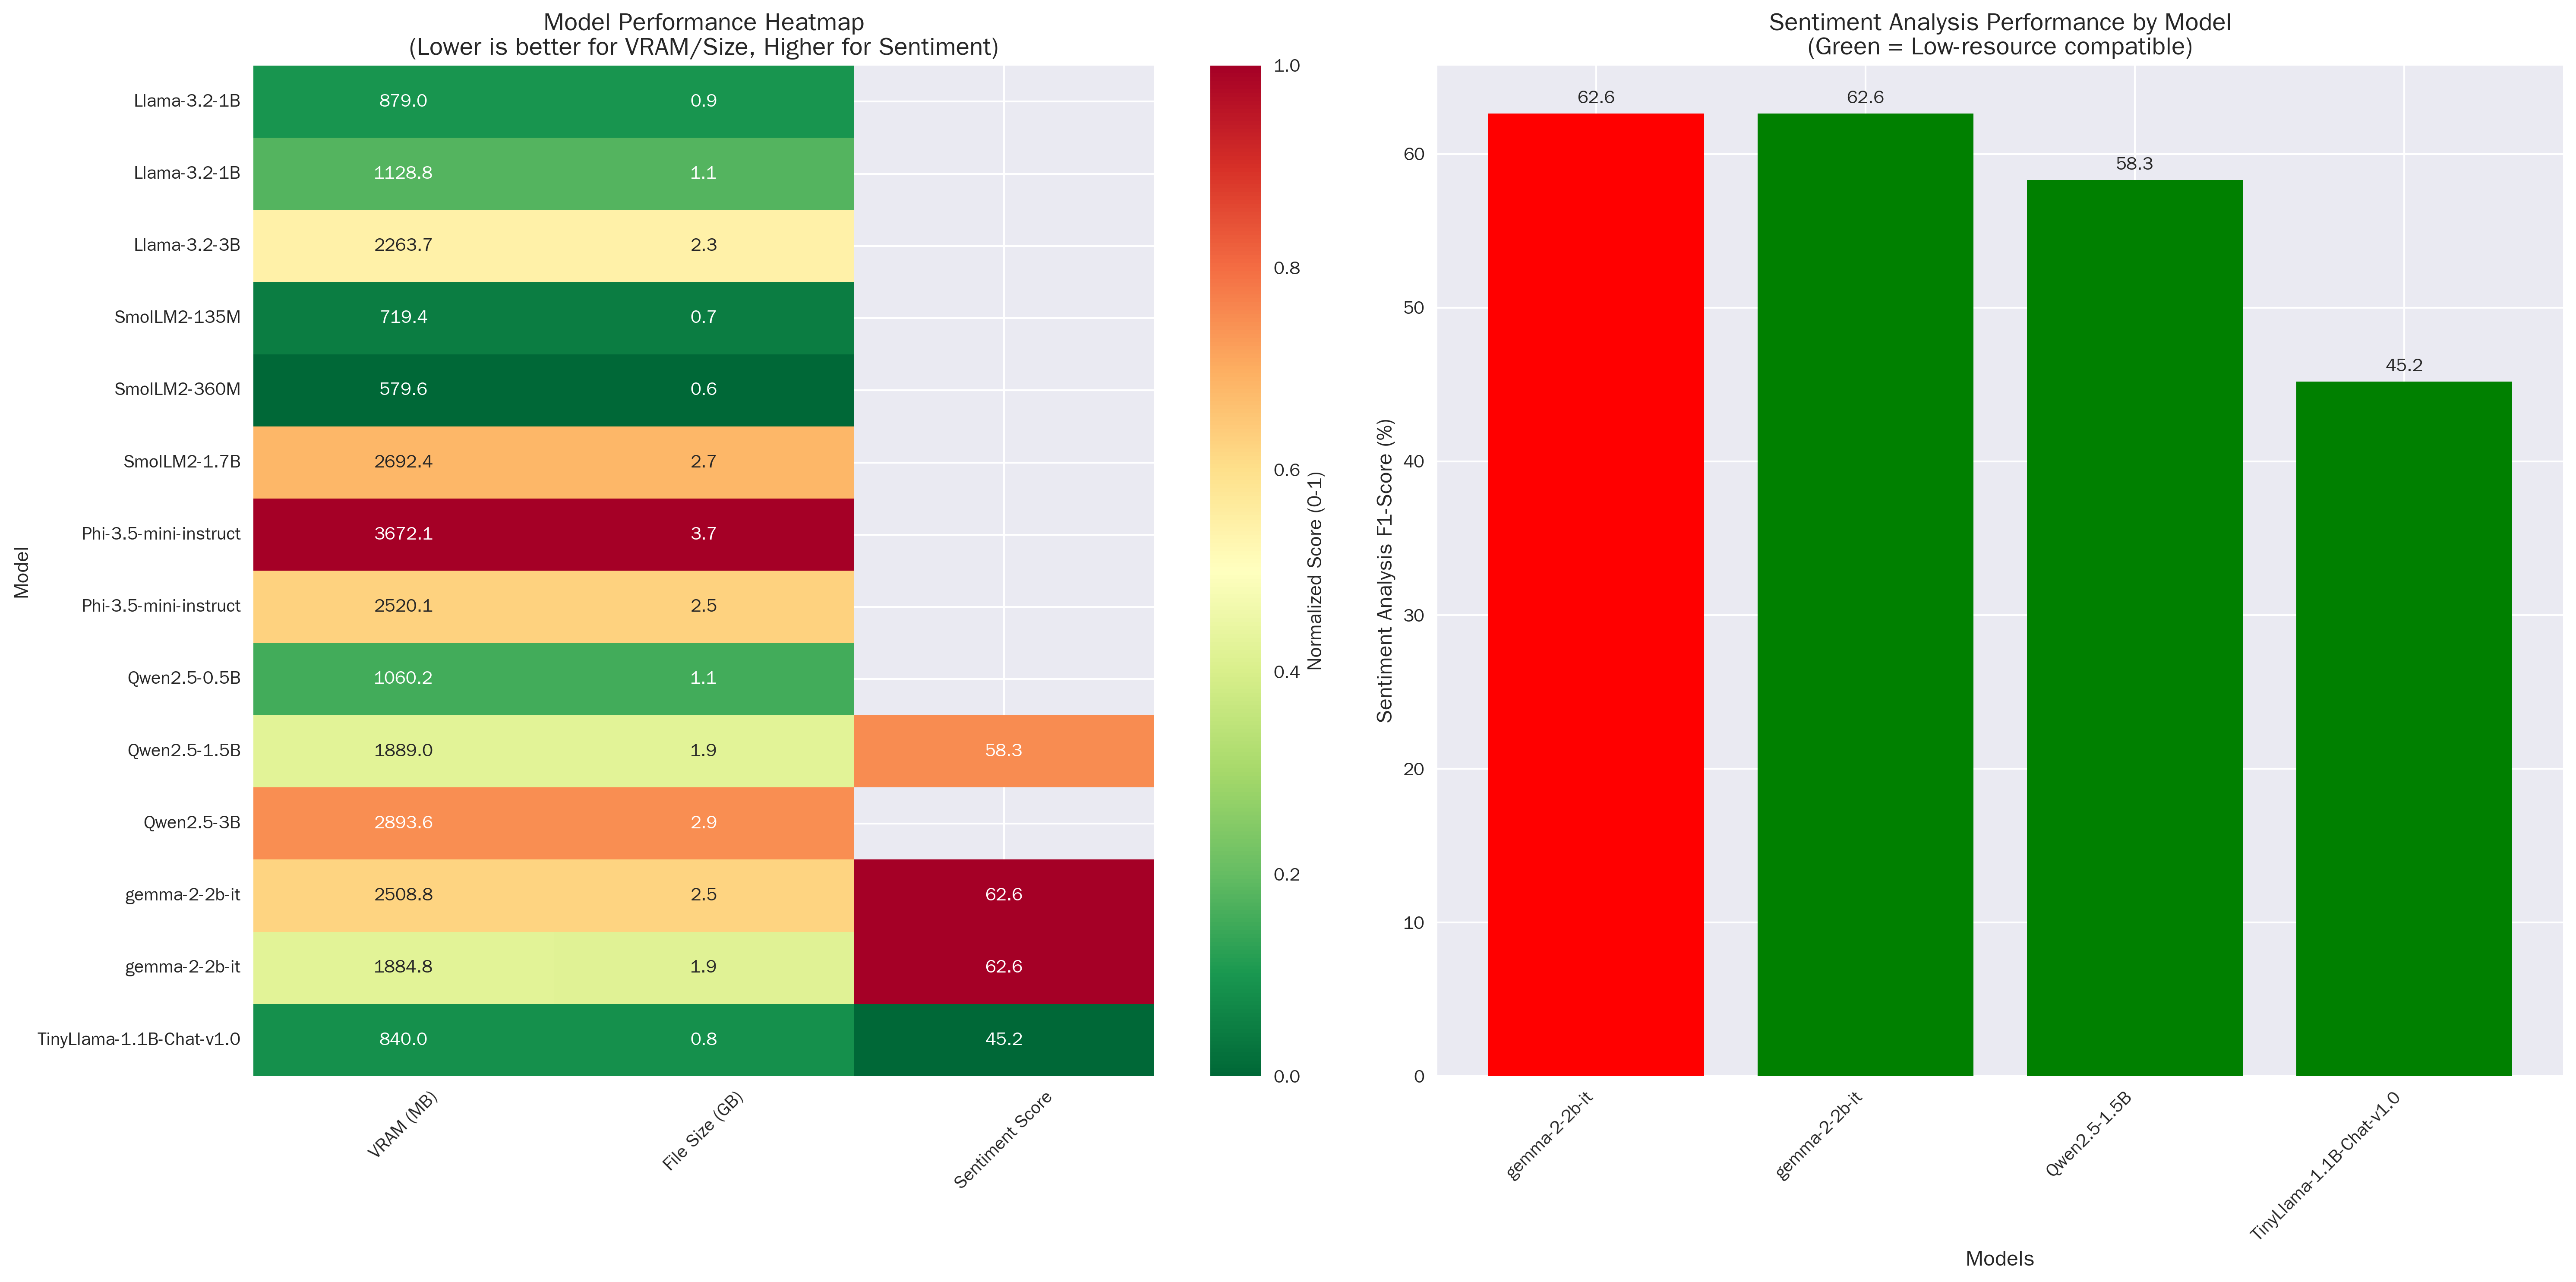 Model Performance Heatmap
(Lower is better for VRAM/Size, Higher for Sentiment)
Model
Llama-3.2-1B 879.0 0.9
Llama-3.2-1B 1128.8 1.1
Llama-3.2-3B 2263.7 2.3
SmolLM2-135M 719.4 0.7
SmolLM2-360M 579.6 0.6
SmolLM2-1.7B 2692.4 2.7
Phi-3.5-mini-instruct 3672.1 3.7
Phi-3.5-mini-instruct 2520.1 2.5
Qwen2.5-0.5B 1060.2 1.1
Qwen2.5-1.5B 1889.0 1.9 58.3
Qwen2.5-3B 2893.6 2.9
gemma-2-2b-it 2508.8 2.5 62.6
gemma-2-2b-it 1884.8 1.9 62.6
TinyLlama-1.1B-Chat-v1.0 840.0 0.8 45.2
VRAM (MB)
File Size (GB)
Sentiment Score
1.0
0.8
0.6
0.4
0.2
0.0
Normalized Score (0-1)
Sentiment Analysis Performance by Model
(Green = Low-resource compatible)
Sentiment Analysis F1-Score (%)
60
50
40
30
20
10
0
62.6
62.6
58.3
45.2
gemma-2-2b-it
gemma-2-2b-it
Qwen2.5-1.5B
TinyLlama-1.1B-Chat-v1.0
Models